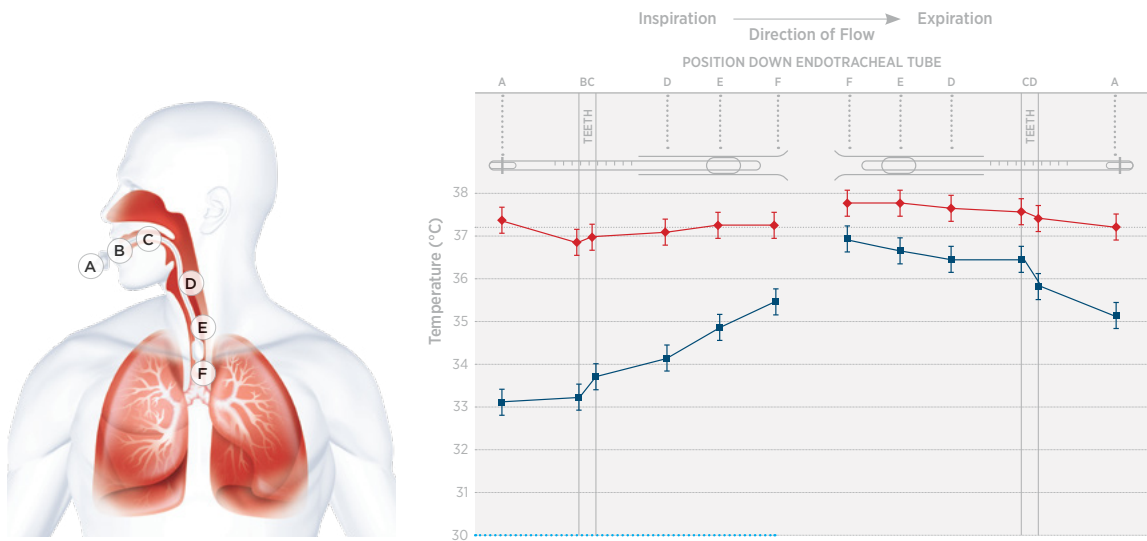 Inspiration Expiration
Direction of Flow
POSITION DOWN ENDOTRACHEAL TUBE
A BC D E F F E D CD A
TEETH TEETH
Temperature (°C)
38
37
36
35
34
33
32
31
30
A
B
C
D
E
F